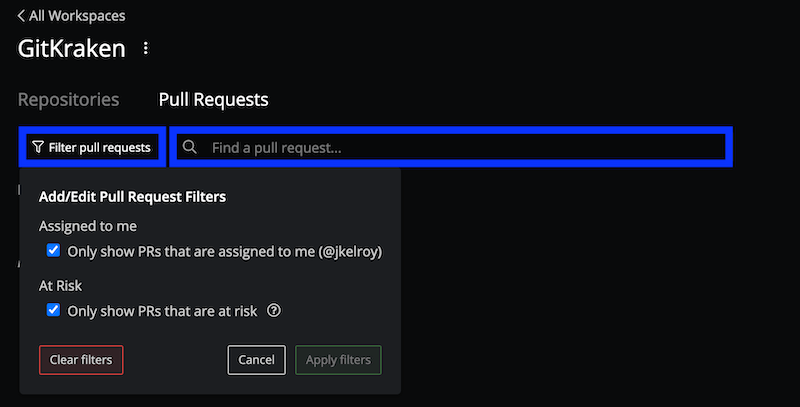 All Workspaces
GitKraken
Repositories Pull Requests
Filter pull requests Find a pull request...
Add/Edit Pull Request Filters
Assigned to me
Only show PRs that are assigned to me (@jkelroy)
At Risk
Only show PRs that are at risk
Clear filters Cancel Apply filters